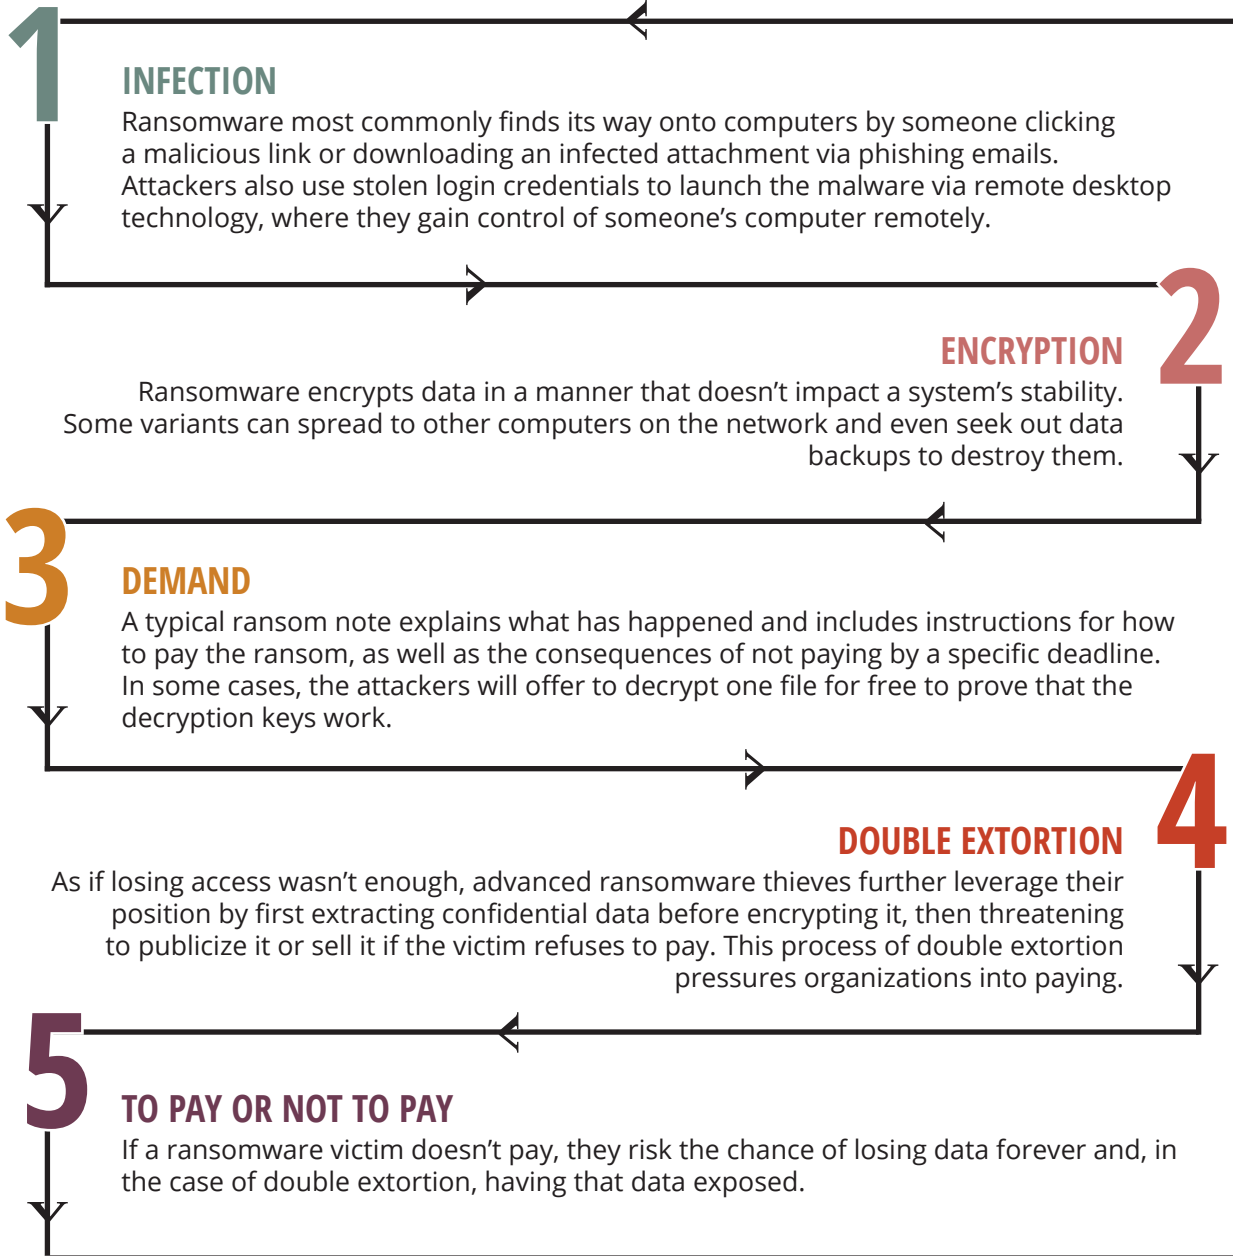 1
INFECTION
Ransomware most commonly finds its way onto computers by someone clicking
a malicious link or downloading an infected attachment via phishing emails.
Attackers also use stolen login credentials to launch the malware via remote desktop
technology, where they gain control of someone’s computer remotely.
2
ENCRYPTION
Ransomware encrypts data in a manner that doesn’t impact a system’s stability.
Some variants can spread to other computers on the network and even seek out data
backups to destroy them.
3
DEMAND
A typical ransom note explains what has happened and includes instructions for how
to pay the ransom, as well as the consequences of not paying by a specific deadline.
In some cases, the attackers will offer to decrypt one file for free to prove that the
decryption keys work.
4
DOUBLE EXTORTION
As if losing access wasn’t enough, advanced ransomware thieves further leverage their
position by first extracting confidential data before encrypting it, then threatening
to publicize it or sell it if the victim refuses to pay. This process of double extortion
pressures organizations into paying.
5
TO PAY OR NOT TO PAY
If a ransomware victim doesn’t pay, they risk the chance of losing data forever and, in
the case of double extortion, having that data exposed.